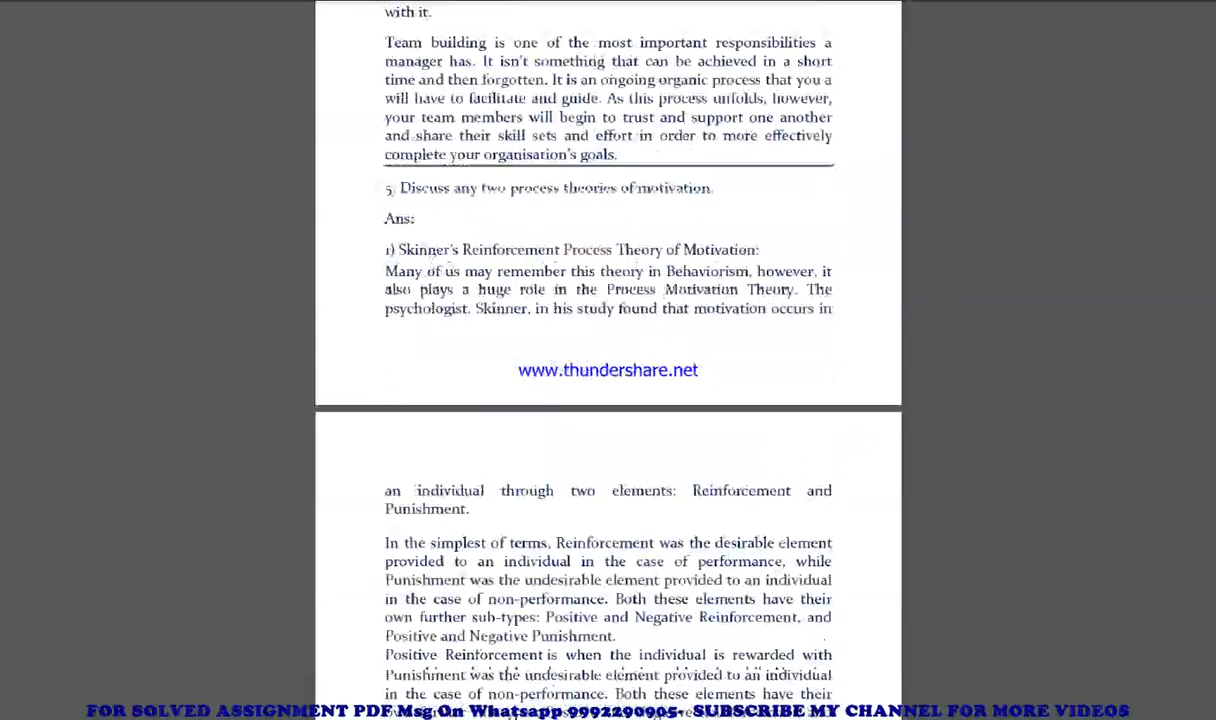 with it.
Team building is one of the most important responsibilities a
manager has. It isn't something that can be achieved in a short
time and then forgotten. It is an ongoing organic process that you a
will have to facilitate and guide. As this process unfolds, however,
your team members will begin to trust and support one another
and share their skill sets and effort in order to more effectively
complete your organisation's goals.
5. Discuss any two process theories of motivation.
Ans:
1) Skinner's Reinforcement Process Theory of Motivation:
Many of us may remember this theory in Behaviorism, however, it
also plays a huge role in the Process Motivation Theory. The
psychologist, Skinner, in his study found that motivation occurs in
www.thundershare.net
an individual through two elements: Reinforcement and
Punishment.
In the simplest of terms, Reinforcement was the desirable element
provided to an individual in the case of performance, while
Punishment was the undesirable element provided to an individual
in the case of non-performance. Both these elements have their
own further sub-types: Positive and Negative Reinforcement, and
Positive and Negative Punishment.
Positive Reinforcement is when the individual is rewarded with
Punishment was the undesirable element provided to an individual
in the case of non-performance. Both these elements have their
FOR SOLVED ASSIGNMENT PDF Msg On Whatsapp 9992290905- SUBSCRIBE MY CHANNEL FOR MORE VIDEOS